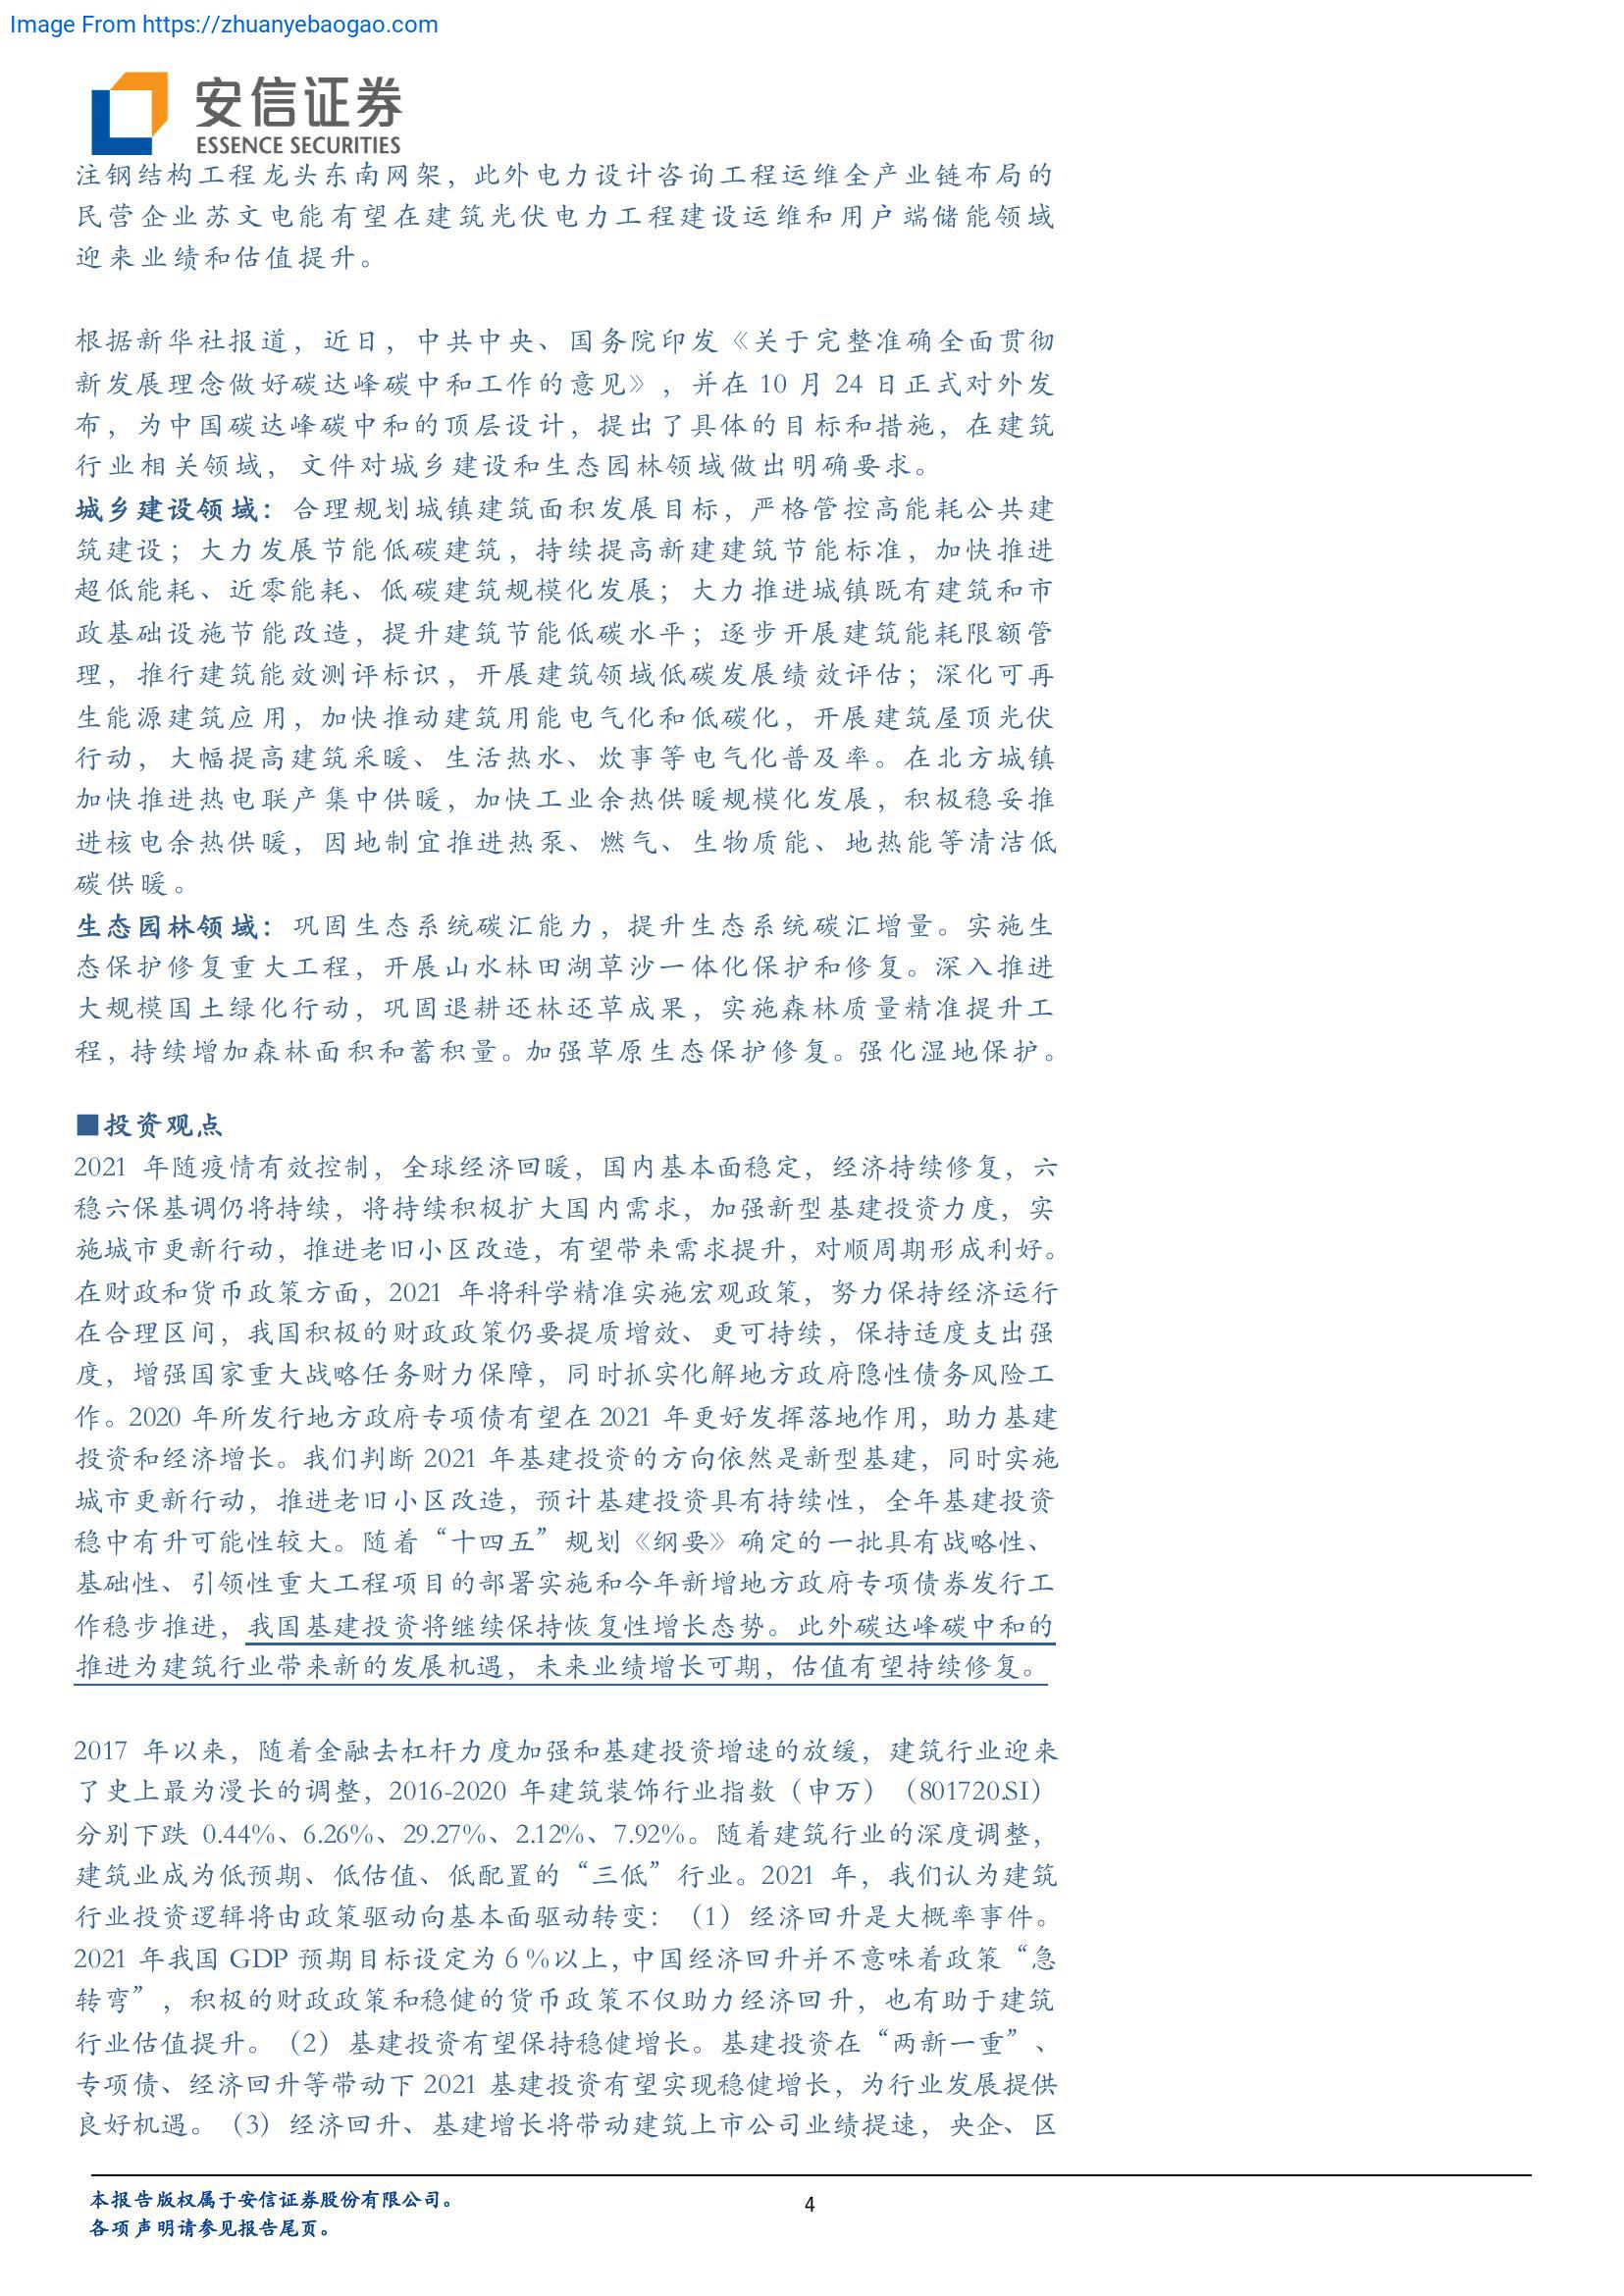 Image From https://zhuanyebaogao.com
安信证券
ESSENCE SECURITIES
注钢结构工程龙头东南网架，此外电力设计咨询工程运维全产业链布局的
民营企业苏文电能有望在建筑光伏电力工程建设运维和用户端储能领域
迎来业绩和估值提升。
根据新华社报道，近日，中共中央、国务院印发《关于完整准确全面贯彻
新发展理念做好碳达峰碳中和工作的意见》，并在 10 月 24 日正式对外发
布，为中国碳达峰碳中和的顶层设计，提出了具体的目标和措施，在建筑
行业相关领域，文件对城乡建设和生态园林领域做出明确要求。
城乡建设领域：合理规划城镇建筑面积发展目标，严格管控高能耗公共建
筑建设；大力发展节能低碳建筑，持续提高新建建筑节能标准，加快推进
超低能耗、近零能耗、低碳建筑规模化发展；大力推进城镇既有建筑和市
政基础设施节能改造，提升建筑节能低碳水平；逐步开展建筑能耗限额管
理，推行建筑能效测评标识，开展建筑领域低碳发展绩效评估；深化可再
生能源建筑应用，加快推动建筑用能电气化和低碳化，开展建筑屋顶光伏
行动，大幅提高建筑采暖、生活热水、炊事等电气化普及率。在北方城镇
加快推进热电联产集中供暖，加快工业余热供暖规模化发展，积极稳妥推
进核电余热供暖，因地制宜推进热泵、燃气、生物质能、地热能等清洁低
碳供暖。
生态园林领域：巩固生态系统碳汇能力，提升生态系统碳汇增量。实施生
态保护修复重大工程，开展山水林田湖草沙一体化保护和修复。深入推进
大规模国土绿化行动，巩固退耕还林还草成果，实施森林质量精准提升工
程，持续增加森林面积和蓄积量。加强草原生态保护修复。强化湿地保护。
■投资观点
2021 年随疫情有效控制，全球经济回暖，国内基本面稳定，经济持续修复，六
稳六保基调仍将持续，将持续积极扩大国内需求，加强新型基建投资力度，实
施城市更新行动，推进老旧小区改造，有望带来需求提升，对顺周期形成利好。
在财政和货币政策方面，2021 年将科学精准实施宏观政策，努力保持经济运行
在合理区间，我国积极的财政政策仍要提质增效、更可持续，保持适度支出强
度，增强国家重大战略任务财力保障，同时抓实化解地方政府隐性债务风险工
作。2020 年所发行地方政府专项债有望在 2021 年更好发挥落地作用，助力基建
投资和经济增长。我们判断 2021 年基建投资的方向依然是新型基建，同时实施
城市更新行动，推进老旧小区改造，预计基建投资具有持续性，全年基建投资
稳中有升可能性较大。随着“十四五”规划《纲要》确定的一批具有战略性、
基础性、引领性重大工程项目的部署实施和今年新增地方政府专项债券发行工
作稳步推进，我国基建投资将继续保持恢复性增长态势。此外碳达峰碳中和的
推进为建筑行业带来新的发展机遇，未来业绩增长可期，估值有望持续修复。
2017 年以来，随着金融去杠杆力度加强和基建投资增速的放缓，建筑行业迎来
了史上最为漫长的调整，2016-2020 年建筑装饰行业指数（申万）（801720.SI）
分别下跌 0.44%、6.26%、29.27%、2.12%、7.92%。随着建筑行业的深度调整，
建筑业成为低预期、低估值、低配置的“三低”行业。2021 年，我们认为建筑
行业投资逻辑将由政策驱动向基本面驱动转变：（1）经济回升是大概率事件。
2021 年我国 GDP 预期目标设定为 6 %以上，中国经济回升并不意味着政策“急
转弯”，积极的财政政策和稳健的货币政策不仅助力经济回升，也有助于建筑
行业估值提升。（2）基建投资有望保持稳健增长。基建投资在“两新一重”、
专项债、经济回升等带动下 2021 基建投资有望实现稳健增长，为行业发展提供
良好机遇。（3）经济回升、基建增长将带动建筑上市公司业绩提速，央企、区
本报告版权属于安信证券股份有限公司。
4
各项声明请参见报告尾页。